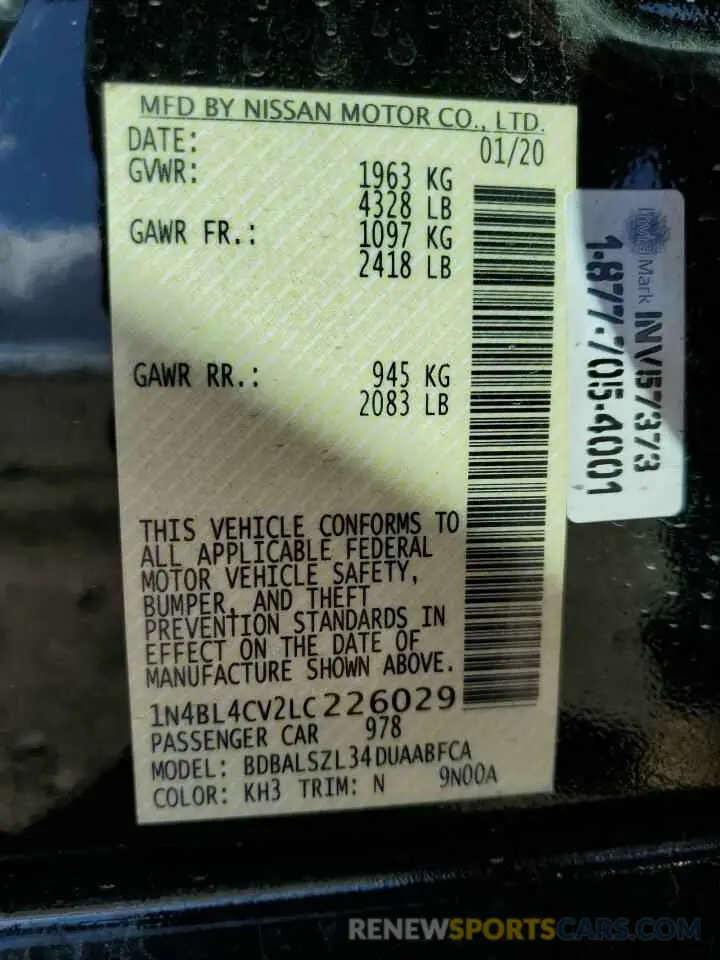 MFD BY NISSAN MOTOR CO., LTD.
DATE: 01/20
GVWR: 1963 KG
4328 LB
GAWR FR.: 1097 KG
2418 LB
GAWR RR.: 945 KG
2083 LB
THIS VEHICLE CONFORMS TO
ALL APPLICABLE FEDERAL
MOTOR VEHICLE SAFETY,
BUMPER, AND THEFT
PREVENTION STANDARDS IN
EFFECT ON THE DATE OF
MANUFACTURE SHOWN ABOVE.
1N4BL4CV2LC226029
PASSENGER CAR 978
MODEL: BDBALSZL34DUAABFCA
COLOR: KH3 TRIM: N 9N00A
Mark INV57373
1-877-705-4001
RENEWSPORTSCARS.COM